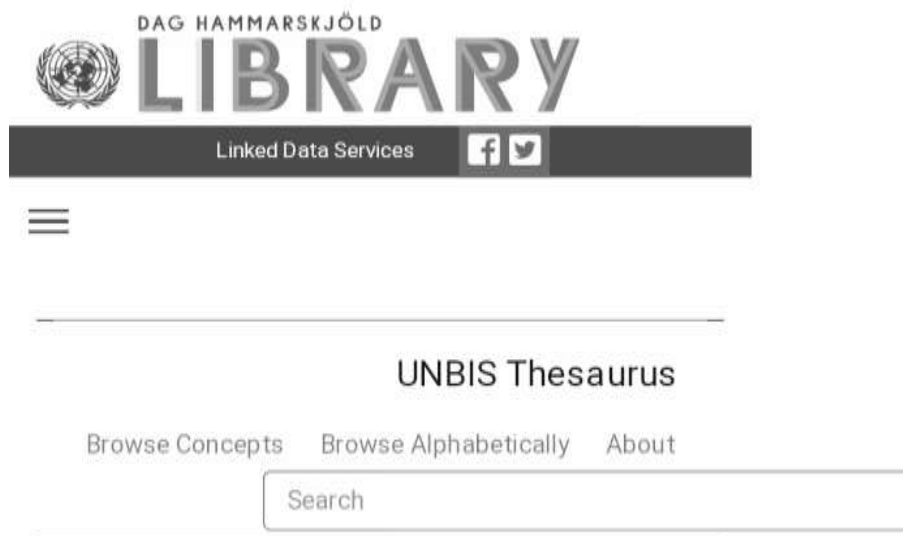 DAG HAMMARSKJÖLD
LIBRARY
Linked Data Services
UNBIS Thesaurus
Browse Concepts Browse Alphabetically About
Search